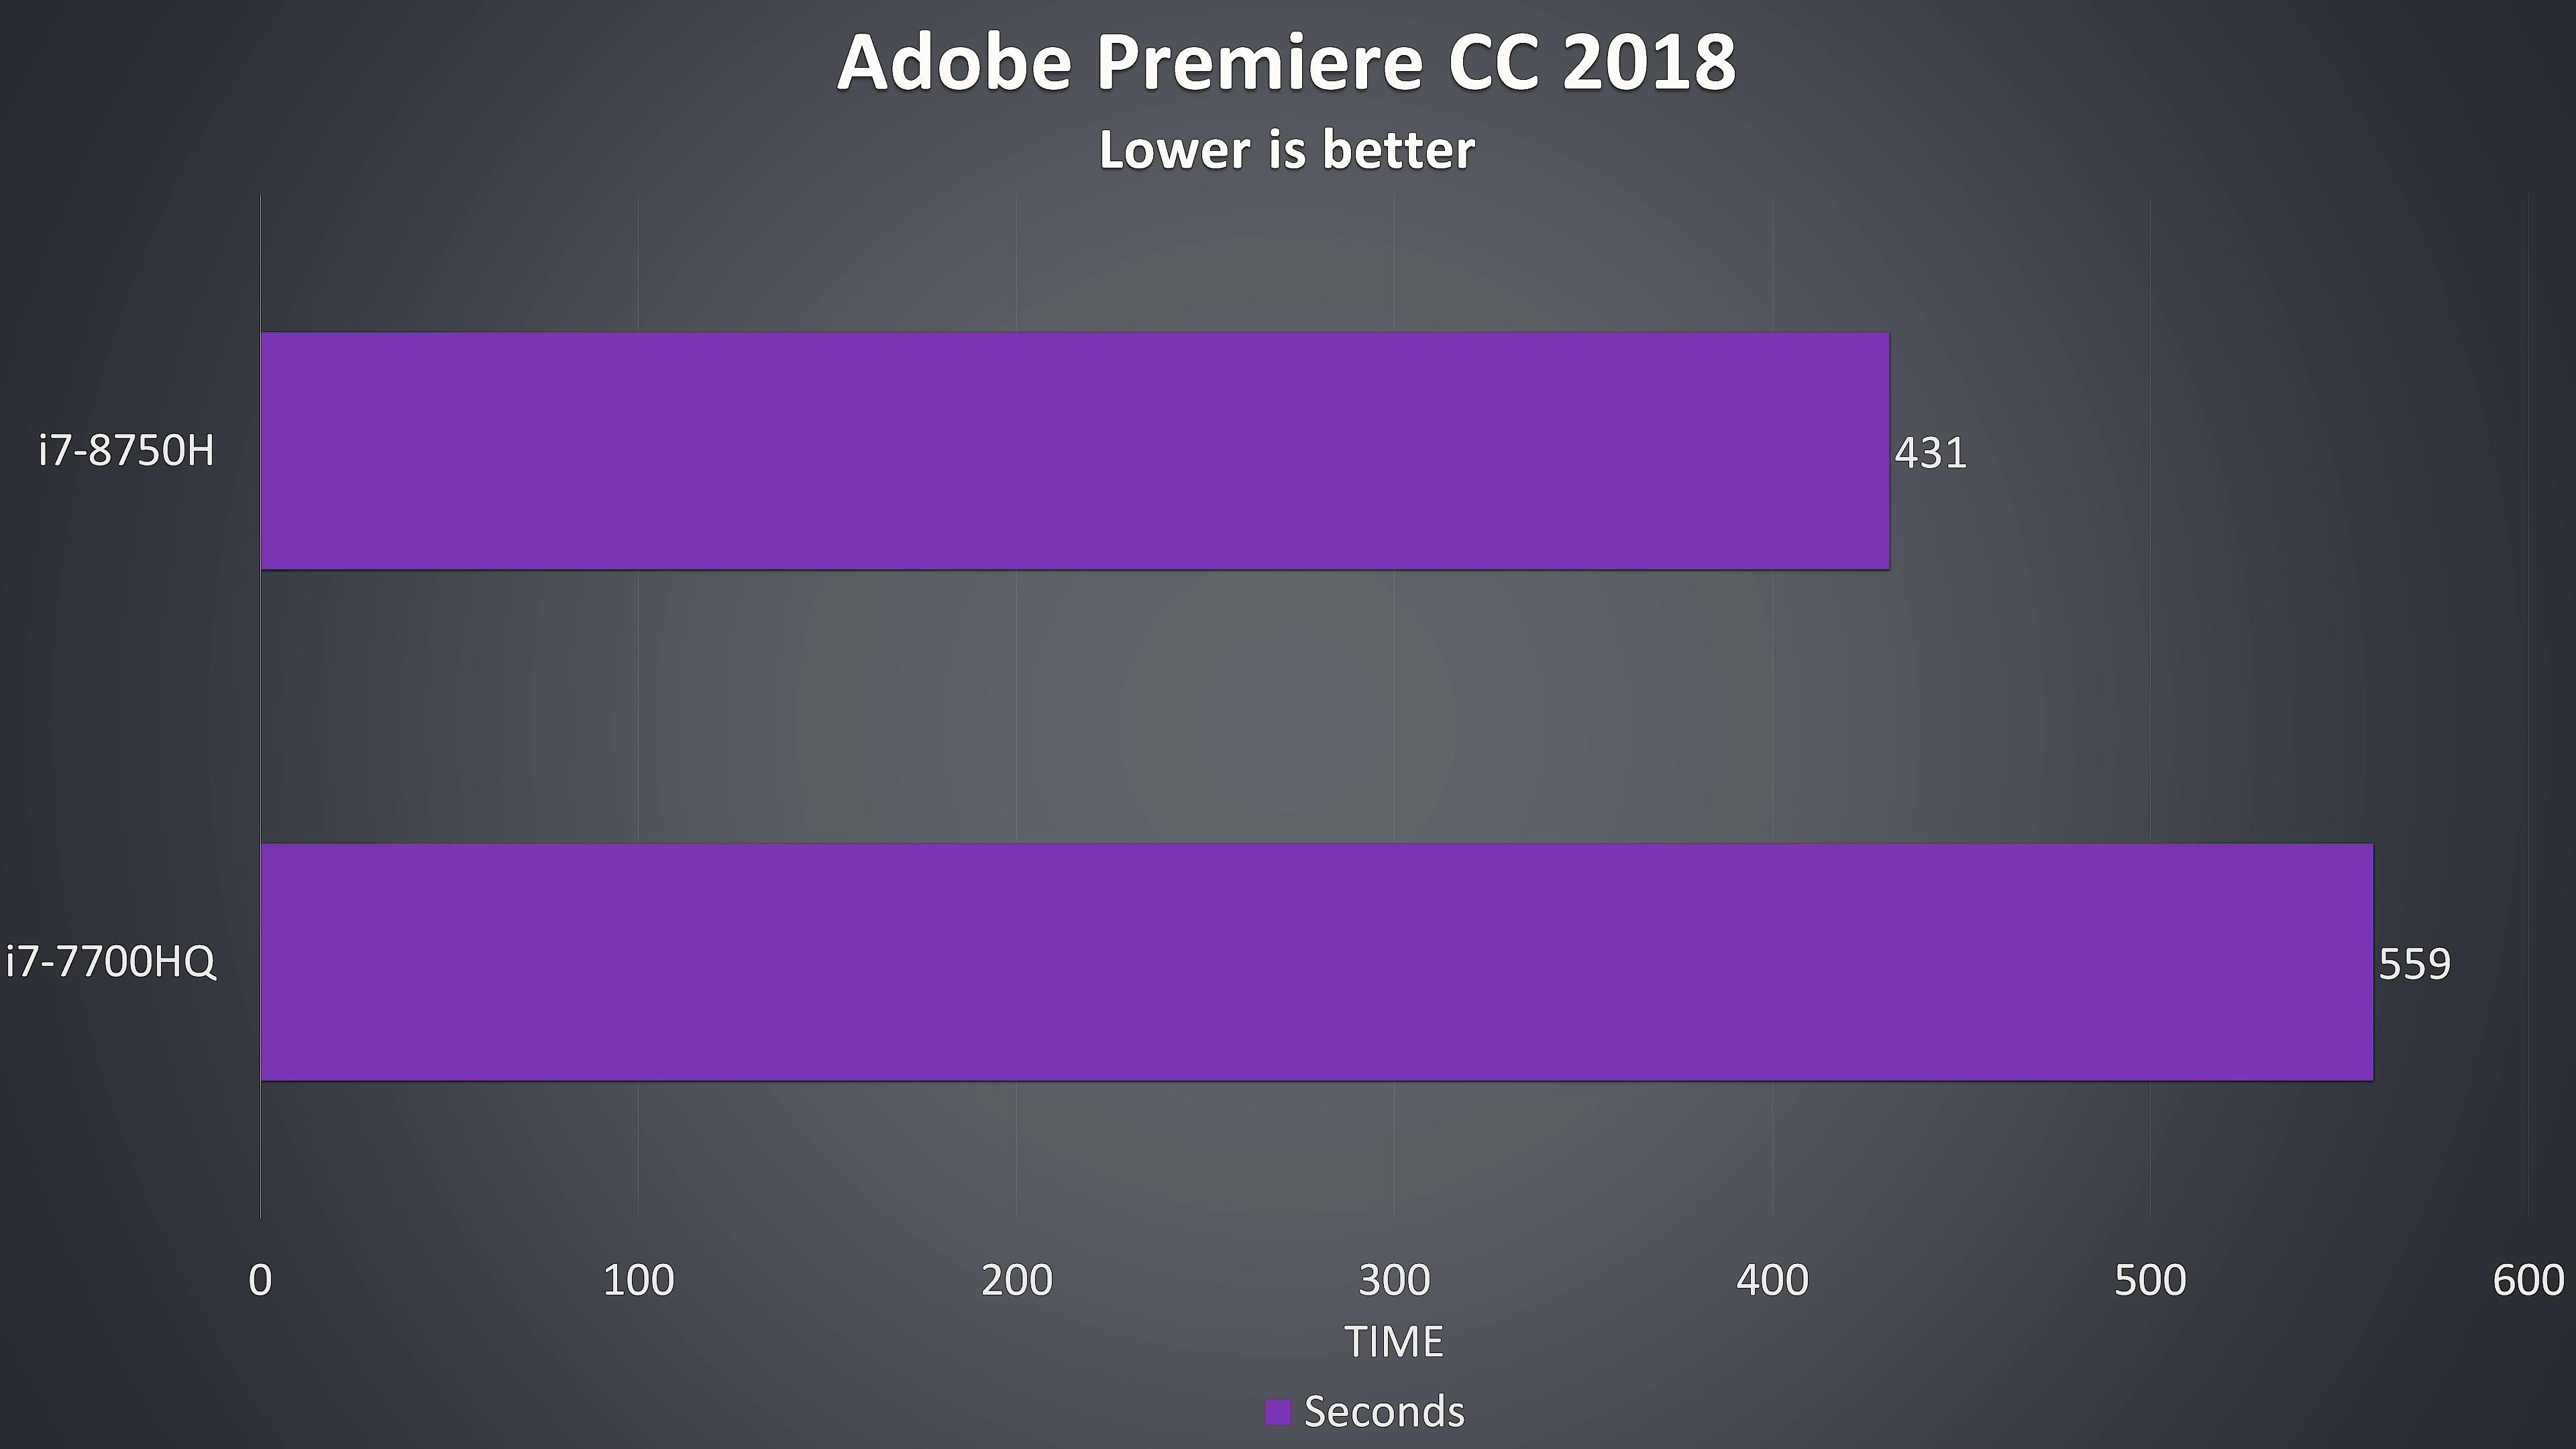 Adobe Premiere CC 2018
Lower is better
i7-8750H
431
i7-7700HQ
559
0 100 200 300 400 500 600
TIME
Seconds